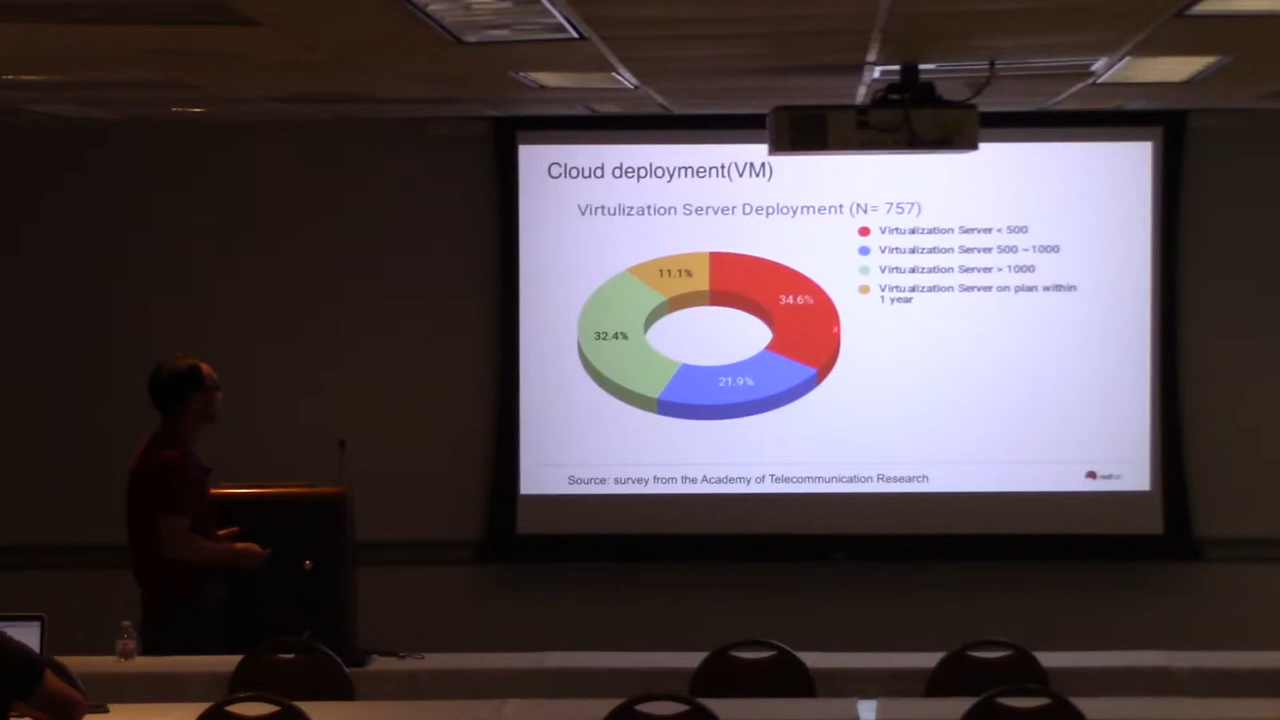 Cloud deployment(VM)
Virtulization Server Deployment (N= 757)
Virtualization Server < 500
Virtualization Server 500 ~1000
Virtualization Server > 1000
Virtualization Server on plan within
1 year
11.1%
34.6%
32.4%
21.9%
Source: survey from the Academy of Telecommunication Research
redhat